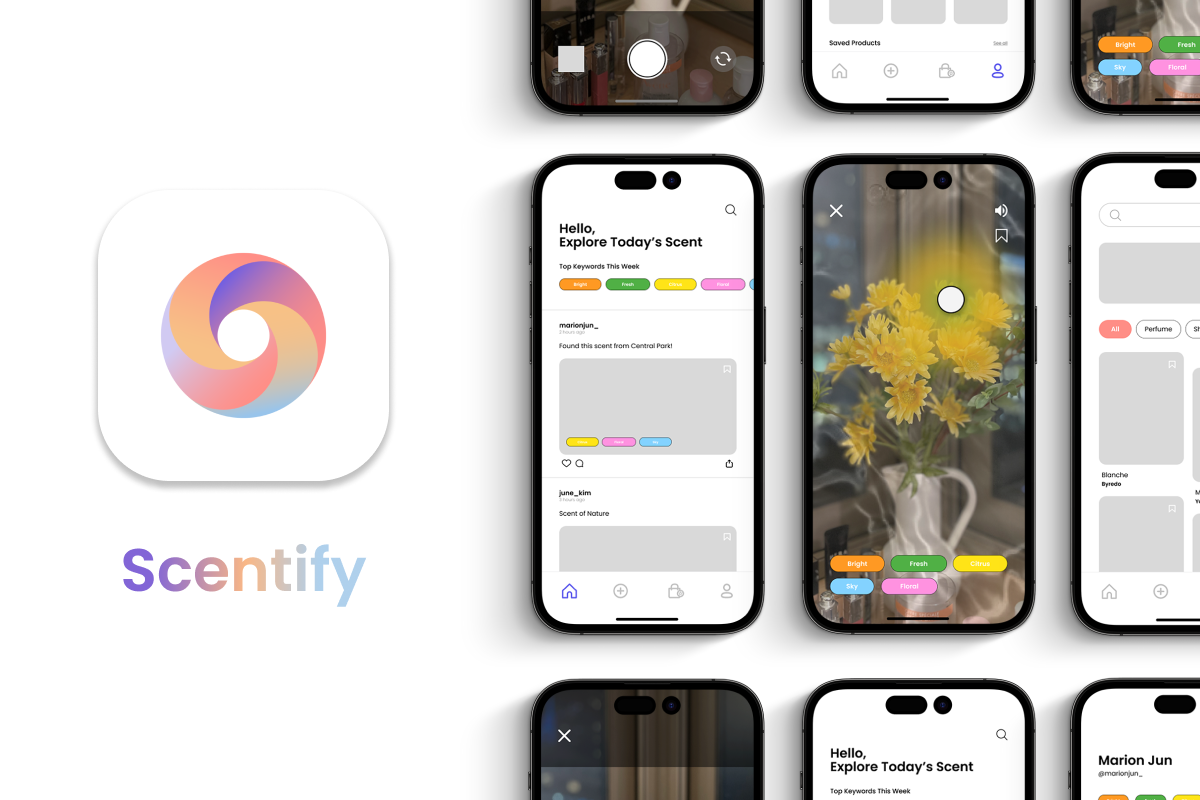 Scentify
Saved Products
See all
Bright
Fresh
Sky
Floral
Hello,
Explore Today's Scent
Top Keywords This Week
Bright
Fresh
Citrus
Floral
marionjun_
2 hours ago
Found this scent from Central Park!
Floral
Sky
june_kim
3 hours ago
Scent of Nature
Bright
Fresh
Citrus
Sky
Floral
All
Perfume
Blanche
Byredo
Hello,
Explore Today's Scent
Top Keywords This Week
Marion Jun
@marionjun_